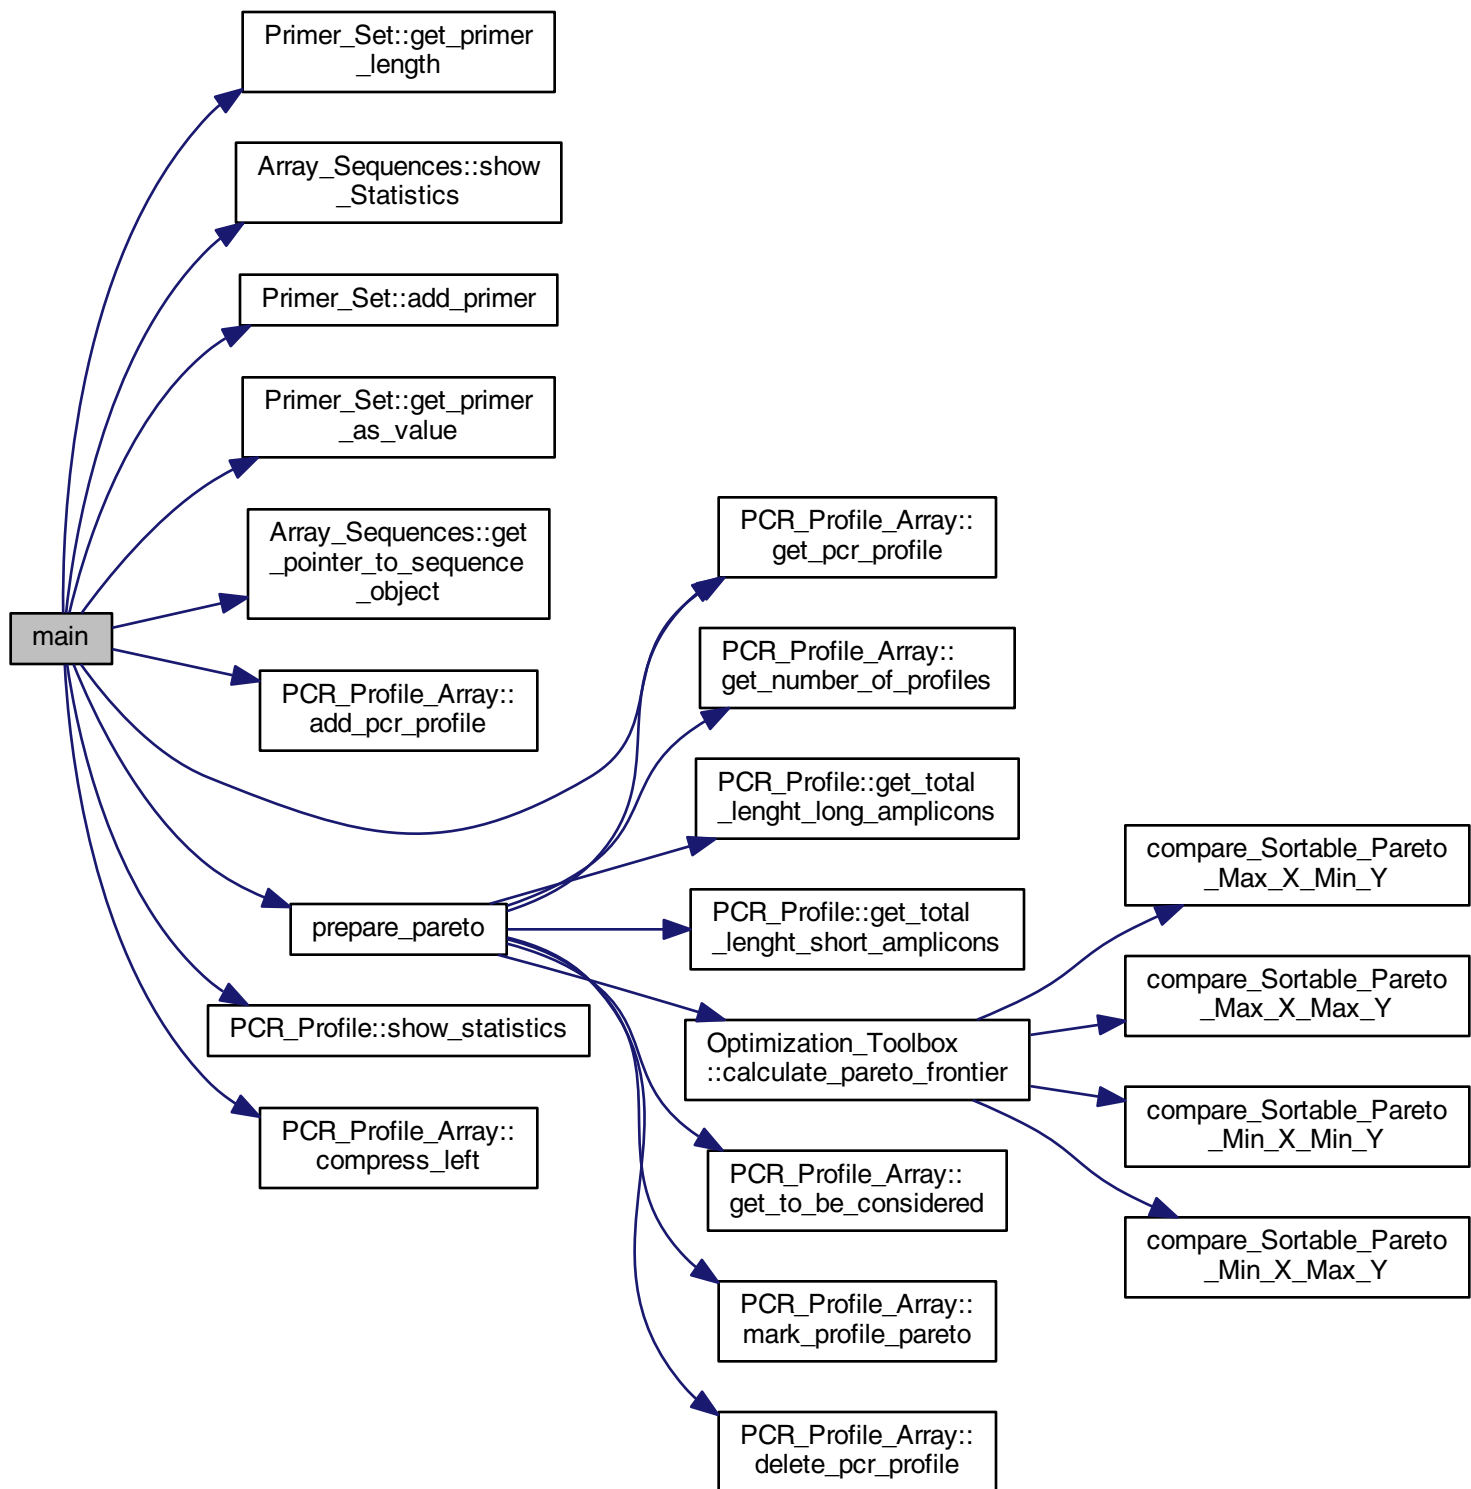 Primer_Set::get_primer
_length
Array_Sequences::show
_Statistics
Primer_Set::add_primer
Primer_Set::get_primer
_as_value
Array_Sequences::get
_pointer_to_sequence
_object
main
PCR_Profile_Array::
add_pcr_profile
prepare_pareto
PCR_Profile::show_statistics
PCR_Profile_Array::
compress_left
PCR_Profile_Array::
get_pcr_profile
PCR_Profile_Array::
get_number_of_profiles
PCR_Profile::get_total
_lenght_long_amplicons
PCR_Profile::get_total
_lenght_short_amplicons
Optimization_Toolbox
::calculate_pareto_frontier
PCR_Profile_Array::
get_to_be_considered
PCR_Profile_Array::
mark_profile_pareto
PCR_Profile_Array::
delete_pcr_profile
compare_Sortable_Pareto
_Max_X_Min_Y
compare_Sortable_Pareto
_Max_X_Max_Y
compare_Sortable_Pareto
_Min_X_Min_Y
compare_Sortable_Pareto
_Min_X_Max_Y